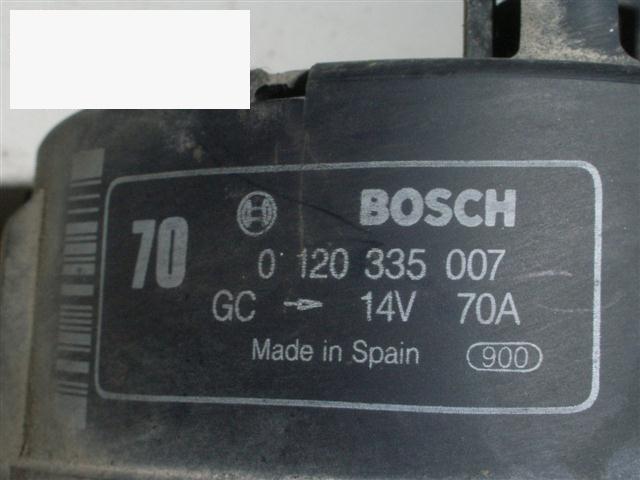 70 BOSCH
0 120 335 007
GC → 14V 70A
Made in Spain 900